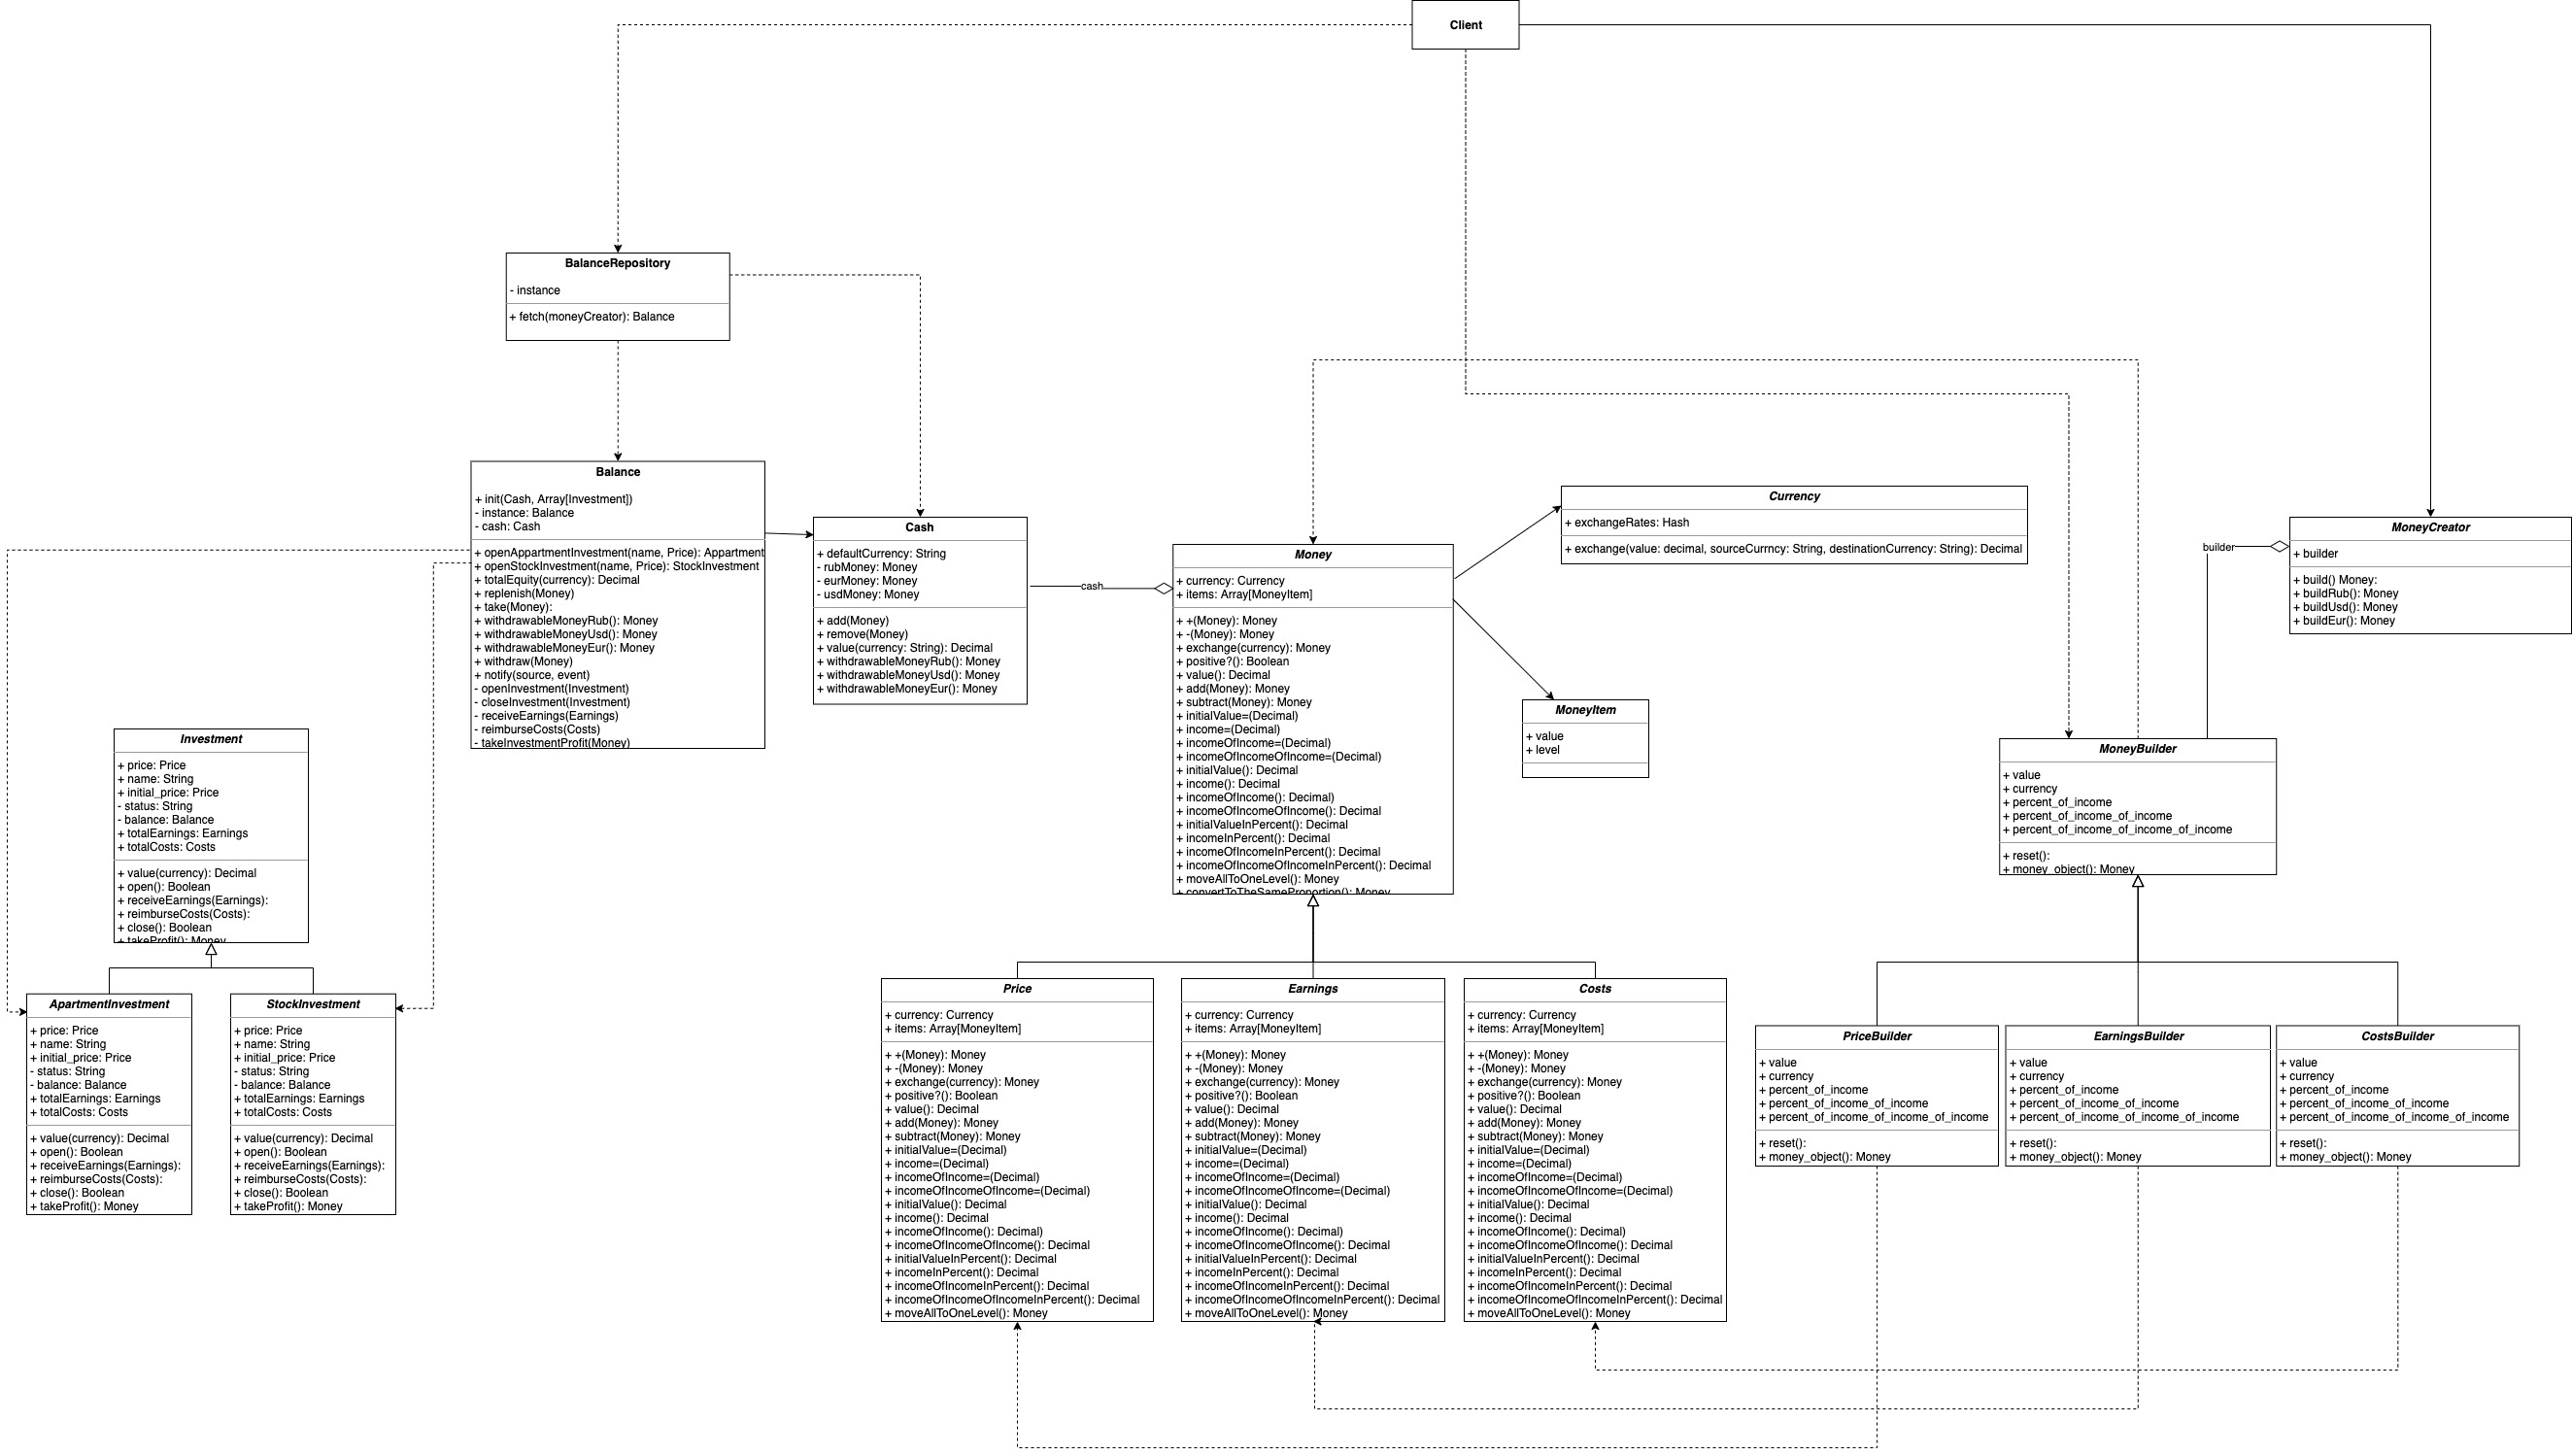 Client
BalanceRepository
- instance
+ fetch(moneyCreator): Balance
Balance
+ init(Cash, Array[Investment])
- instance: Balance
- cash: Cash
+ openAppartmentInvestment(name, Price): Appartment
+ openStockInvestment(name, Price): StockInvestment
+ totalEquity(currency): Decimal
+ replenish(Money)
+ take(Money):
+ withdrawableMoneyRub(): Money
+ withdrawableMoneyUsd(): Money
+ withdrawableMoneyEur(): Money
+ withdraw(Money)
+ notify(source, event)
- openInvestment(Investment)
- closeInvestment(Investment)
- receiveEarnings(Earnings)
- reimburseCosts(Costs)
- takeInvestmentProfit(Money)
Cash
+ defaultCurrency: String
- rubMoney: Money
- eurMoney: Money
- usdMoney: Money
+ add(Money)
+ remove(Money)
+ value(currency: String): Decimal
+ withdrawableMoneyRub(): Money
+ withdrawableMoneyUsd(): Money
+ withdrawableMoneyEur(): Money
cash
Money
+ currency: Currency
+ items: Array[MoneyItem]
+ +(Money): Money
+ -(Money): Money
+ exchange(currency): Money
+ positive?(): Boolean
+ value(): Decimal
+ add(Money): Money
+ subtract(Money): Money
+ initialValue=(Decimal)
+ income=(Decimal)
+ incomeOfIncome=(Decimal)
+ incomeOfIncomeOfIncome=(Decimal)
+ initialValue(): Decimal
+ income(): Decimal
+ incomeOfIncome(): Decimal)
+ incomeOfIncomeOfIncome(): Decimal
+ initialValueInPercent(): Decimal
+ incomeInPercent(): Decimal
+ incomeOfIncomeInPercent(): Decimal
+ incomeOfIncomeOfIncomeInPercent(): Decimal
+ moveAllToOneLevel(): Money
+ convertToTheSameProportion(): Money
Currency
+ exchangeRates: Hash
+ exchange(value: decimal, sourceCurrncy: String, destinationCurrency: String): Decimal
MoneyItem
+ value
+ level
MoneyCreator
+ builder
+ build() Money:
+ buildRub(): Money
+ buildUsd(): Money
+ buildEur(): Money
builder
MoneyBuilder
+ value
+ currency
+ percent_of_income
+ percent_of_income_of_income
+ percent_of_income_of_income_of_income
+ reset():
+ money_object(): Money
Investment
+ price: Price
+ name: String
+ initial_price: Price
- status: String
- balance: Balance
+ totalEarnings: Earnings
+ totalCosts: Costs
+ value(currency): Decimal
+ open(): Boolean
+ receiveEarnings(Earnings):
+ reimburseCosts(Costs):
+ close(): Boolean
+ takeProfit(): Money
ApartmentInvestment
+ price: Price
+ name: String
+ initial_price: Price
- status: String
- balance: Balance
+ totalEarnings: Earnings
+ totalCosts: Costs
+ value(currency): Decimal
+ open(): Boolean
+ receiveEarnings(Earnings):
+ reimburseCosts(Costs):
+ close(): Boolean
+ takeProfit(): Money
StockInvestment
+ price: Price
+ name: String
+ initial_price: Price
- status: String
- balance: Balance
+ totalEarnings: Earnings
+ totalCosts: Costs
+ value(currency): Decimal
+ open(): Boolean
+ receiveEarnings(Earnings):
+ reimburseCosts(Costs):
+ close(): Boolean
+ takeProfit(): Money
Price
+ currency: Currency
+ items: Array[MoneyItem]
+ +(Money): Money
+ -(Money): Money
+ exchange(currency): Money
+ positive?(): Boolean
+ value(): Decimal
+ add(Money): Money
+ subtract(Money): Money
+ initialValue=(Decimal)
+ income=(Decimal)
+ incomeOfIncome=(Decimal)
+ incomeOfIncomeOfIncome=(Decimal)
+ initialValue(): Decimal
+ income(): Decimal
+ incomeOfIncome(): Decimal)
+ incomeOfIncomeOfIncome(): Decimal
+ initialValueInPercent(): Decimal
+ incomeInPercent(): Decimal
+ incomeOfIncomeInPercent(): Decimal
+ incomeOfIncomeOfIncomeInPercent(): Decimal
+ moveAllToOneLevel(): Money
Earnings
+ currency: Currency
+ items: Array[MoneyItem]
+ +(Money): Money
+ -(Money): Money
+ exchange(currency): Money
+ positive?(): Boolean
+ value(): Decimal
+ add(Money): Money
+ subtract(Money): Money
+ initialValue=(Decimal)
+ income=(Decimal)
+ incomeOfIncome=(Decimal)
+ incomeOfIncomeOfIncome=(Decimal)
+ initialValue(): Decimal
+ income(): Decimal
+ incomeOfIncome(): Decimal)
+ incomeOfIncomeOfIncome(): Decimal
+ initialValueInPercent(): Decimal
+ incomeInPercent(): Decimal
+ incomeOfIncomeInPercent(): Decimal
+ incomeOfIncomeOfIncomeInPercent(): Decimal
+ moveAllToOneLevel(): Money
Costs
+ currency: Currency
+ items: Array[MoneyItem]
+ +(Money): Money
+ -(Money): Money
+ exchange(currency): Money
+ positive?(): Boolean
+ value(): Decimal
+ add(Money): Money
+ subtract(Money): Money
+ initialValue=(Decimal)
+ income=(Decimal)
+ incomeOfIncome=(Decimal)
+ incomeOfIncomeOfIncome=(Decimal)
+ initialValue(): Decimal
+ income(): Decimal
+ incomeOfIncome(): Decimal)
+ incomeOfIncomeOfIncome(): Decimal
+ initialValueInPercent(): Decimal
+ incomeInPercent(): Decimal
+ incomeOfIncomeInPercent(): Decimal
+ incomeOfIncomeOfIncomeInPercent(): Decimal
+ moveAllToOneLevel(): Money
PriceBuilder
+ value
+ currency
+ percent_of_income
+ percent_of_income_of_income
+ percent_of_income_of_income_of_income
+ reset():
+ money_object(): Money
EarningsBuilder
+ value
+ currency
+ percent_of_income
+ percent_of_income_of_income
+ percent_of_income_of_income_of_income
+ reset():
+ money_object(): Money
CostsBuilder
+ value
+ currency
+ percent_of_income
+ percent_of_income_of_income
+ percent_of_income_of_income_of_income
+ reset():
+ money_object(): Money